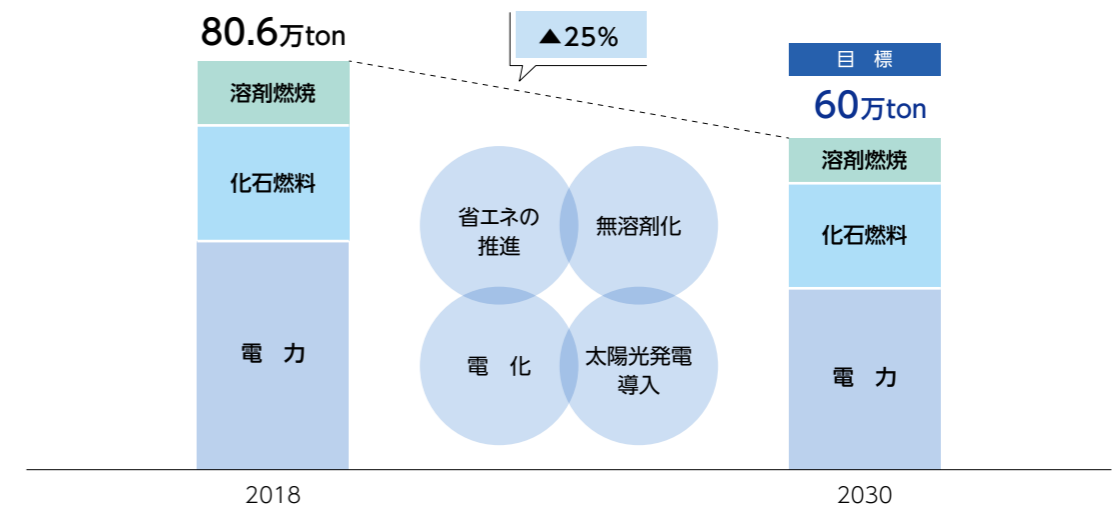 80.6万ton
▲25%
目 標
60万ton
溶剤燃焼
化石燃料
電 力
省エネの
推進
無溶剤化
電 化
太陽光発電
導入
溶剤燃焼
化石燃料
電 力
2018
2030